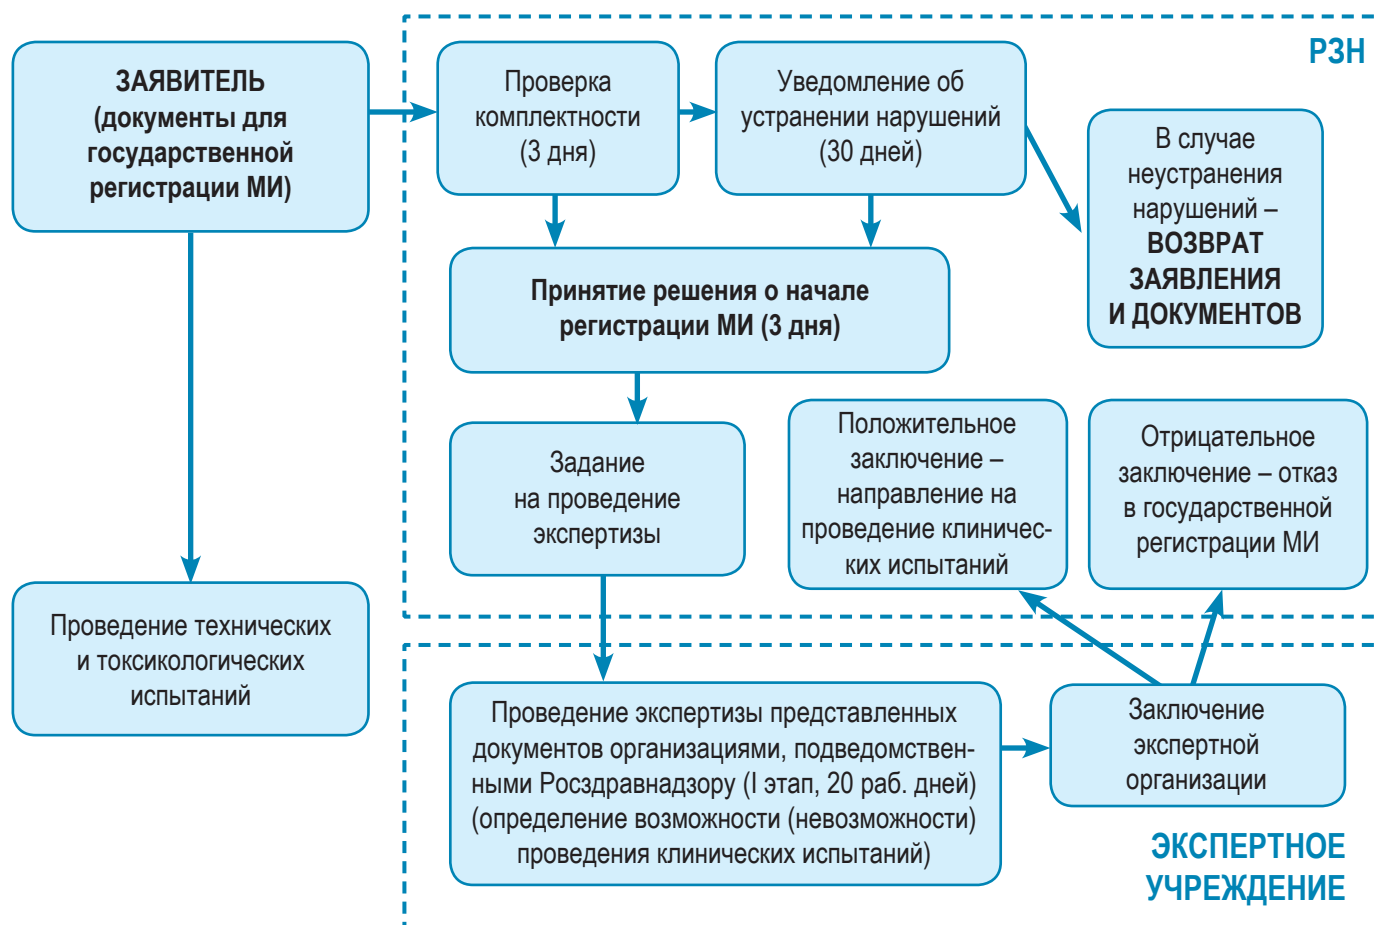 РЗН
ЗАЯВИТЕЛЬ
(документы для
государственной
регистрации МИ)
Проверка
комплектности
(3 дня)
Уведомление об
устранении нарушений
(30 дней)
В случае
неустранения
нарушений –
ВОЗВРАТ
ЗАЯВЛЕНИЯ
И ДОКУМЕНТОВ
Принятие решения о начале
регистрации МИ (3 дня)
Задание
на проведение
экспертизы
Положительное
заключение –
направление на
проведение клиничес-
ких испытаний
Отрицательное
заключение – отказ
в государственной
регистрации МИ
Проведение технических
и токсикологических
испытаний
Проведение экспертизы представленных
документов организациями, подведомствен-
ными Росздравнадзору (I этап, 20 раб. дней)
(определение возможности (невозможности)
проведения клинических испытаний)
Заключение
экспертной
организации
ЭКСПЕРТНОЕ
УЧРЕЖДЕНИЕ